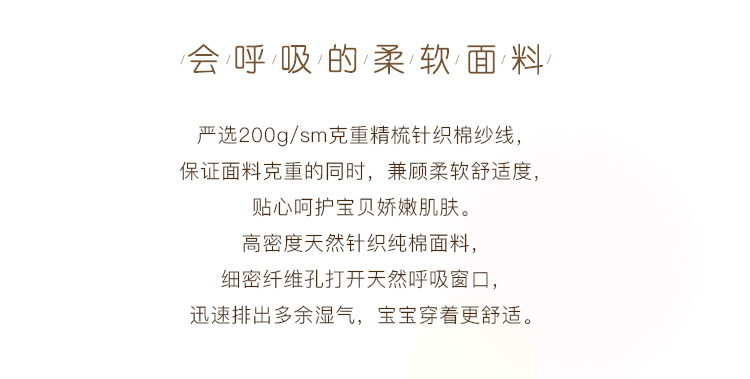 /会/呼/吸/的/柔/软/面/料/
严选200g/sm克重精梳针织棉纱线，
保证面料克重的同时，兼顾柔软舒适度，
贴心呵护宝贝娇嫩肌肤。
高密度天然针织纯棉面料，
细密纤维孔打开天然呼吸窗口，
迅速排出多余湿气，宝宝穿着更舒适。